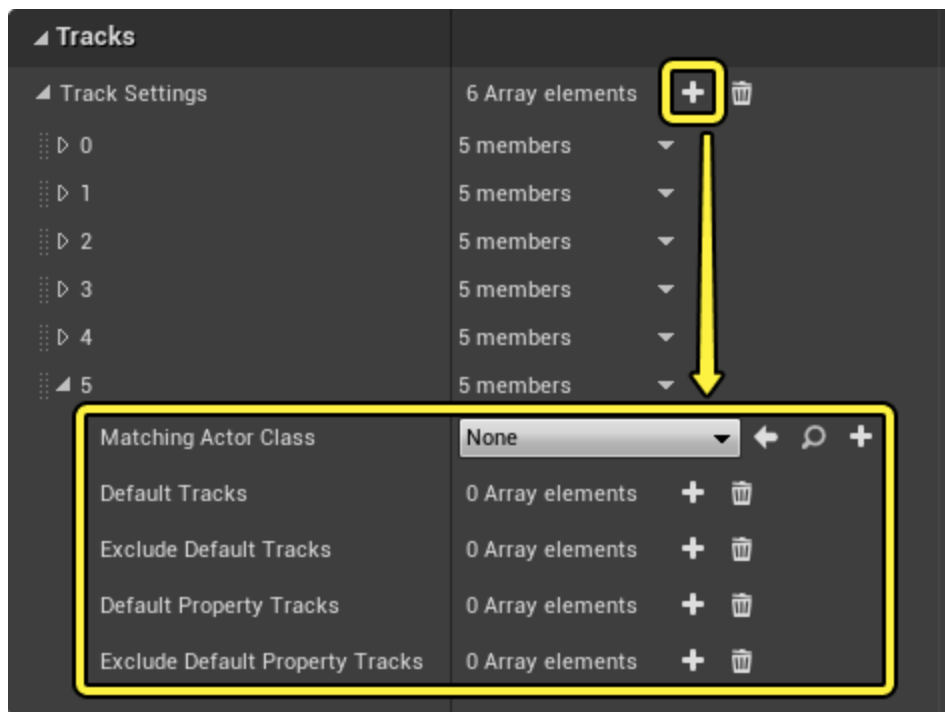 Tracks
Track Settings 6 Array elements
0 5 members
1 5 members
2 5 members
3 5 members
4 5 members
5 5 members
Matching Actor Class None
Default Tracks 0 Array elements
Exclude Default Tracks 0 Array elements
Default Property Tracks 0 Array elements
Exclude Default Property Tracks 0 Array elements